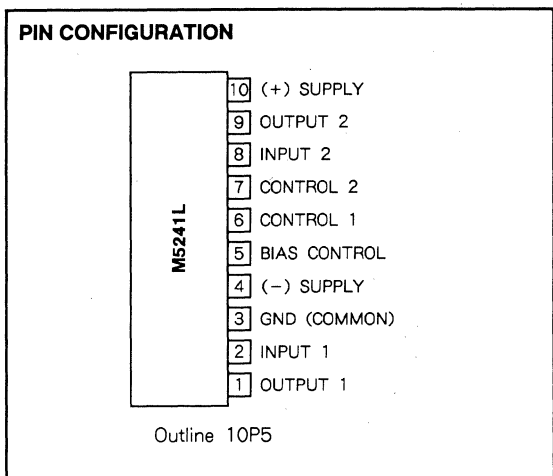 PIN CONFIGURATION
M5241L
10 (+) SUPPLY
9 OUTPUT 2
8 INPUT 2
7 CONTROL 2
6 CONTROL 1
5 BIAS CONTROL
4 (−) SUPPLY
3 GND (COMMON)
2 INPUT 1
1 OUTPUT 1
Outline 10P5